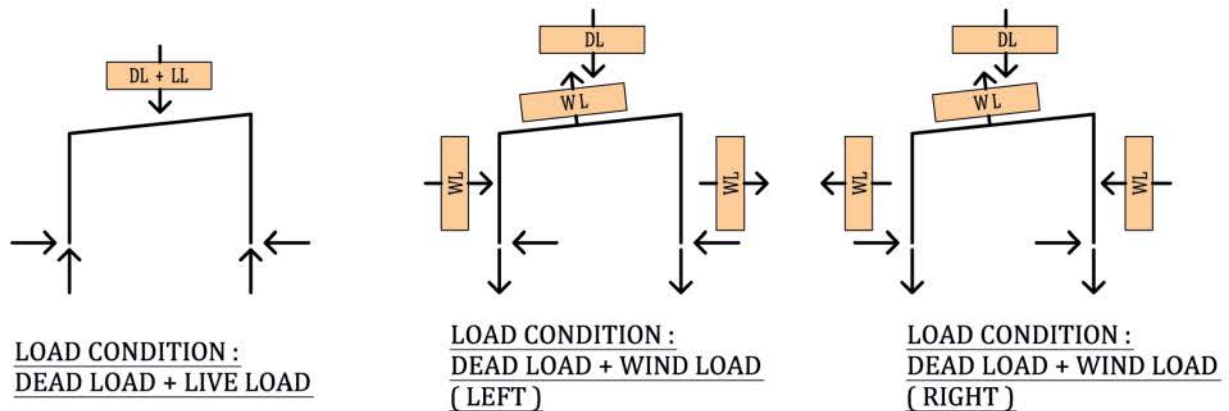 DL + LL
LOAD CONDITION :
DEAD LOAD + LIVE LOAD
DL
WL
WL
WL
LOAD CONDITION :
DEAD LOAD + WIND LOAD
( LEFT )
DL
WL
WL
WL
LOAD CONDITION :
DEAD LOAD + WIND LOAD
( RIGHT )